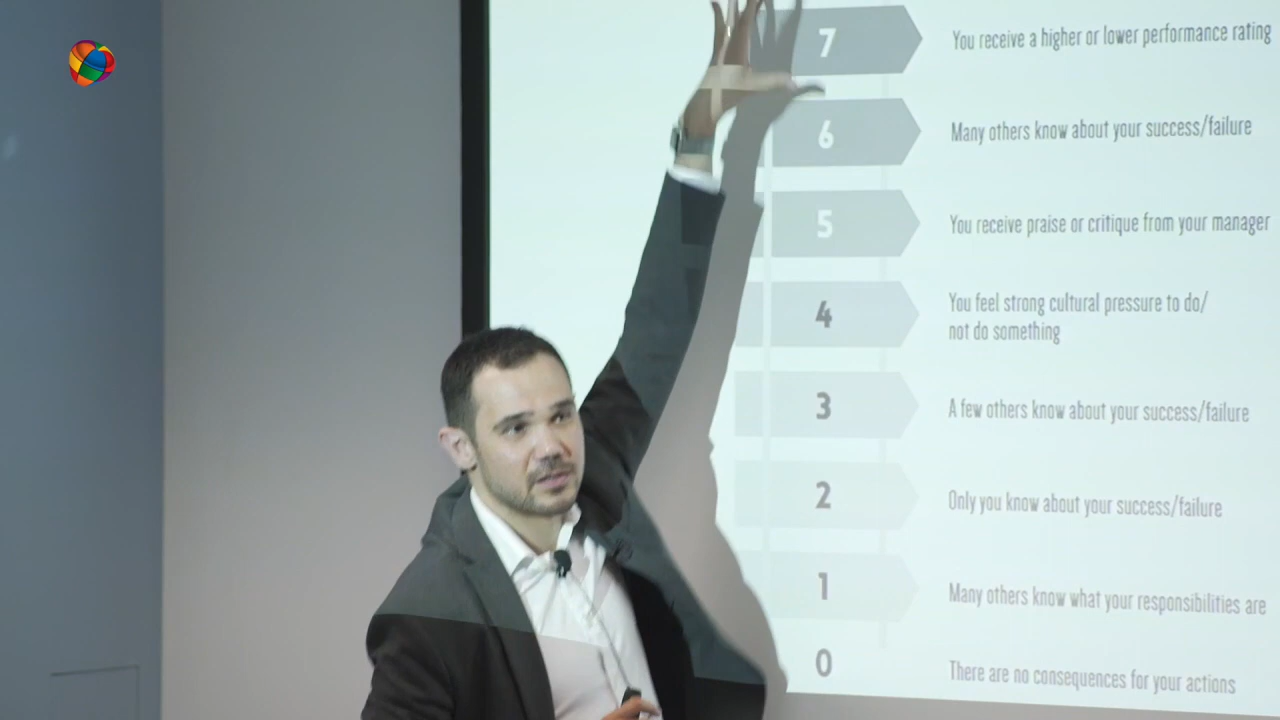 7 You receive a higher or lower performance rating
6 Many others know about your success/failure
5 You receive praise or critique from your manager
4 You feel strong cultural pressure to do/
not do something
3 A few others know about your success/failure
2 Only you know about your success/failure
1 Many others know what your responsibilities are
0 There are no consequences for your actions